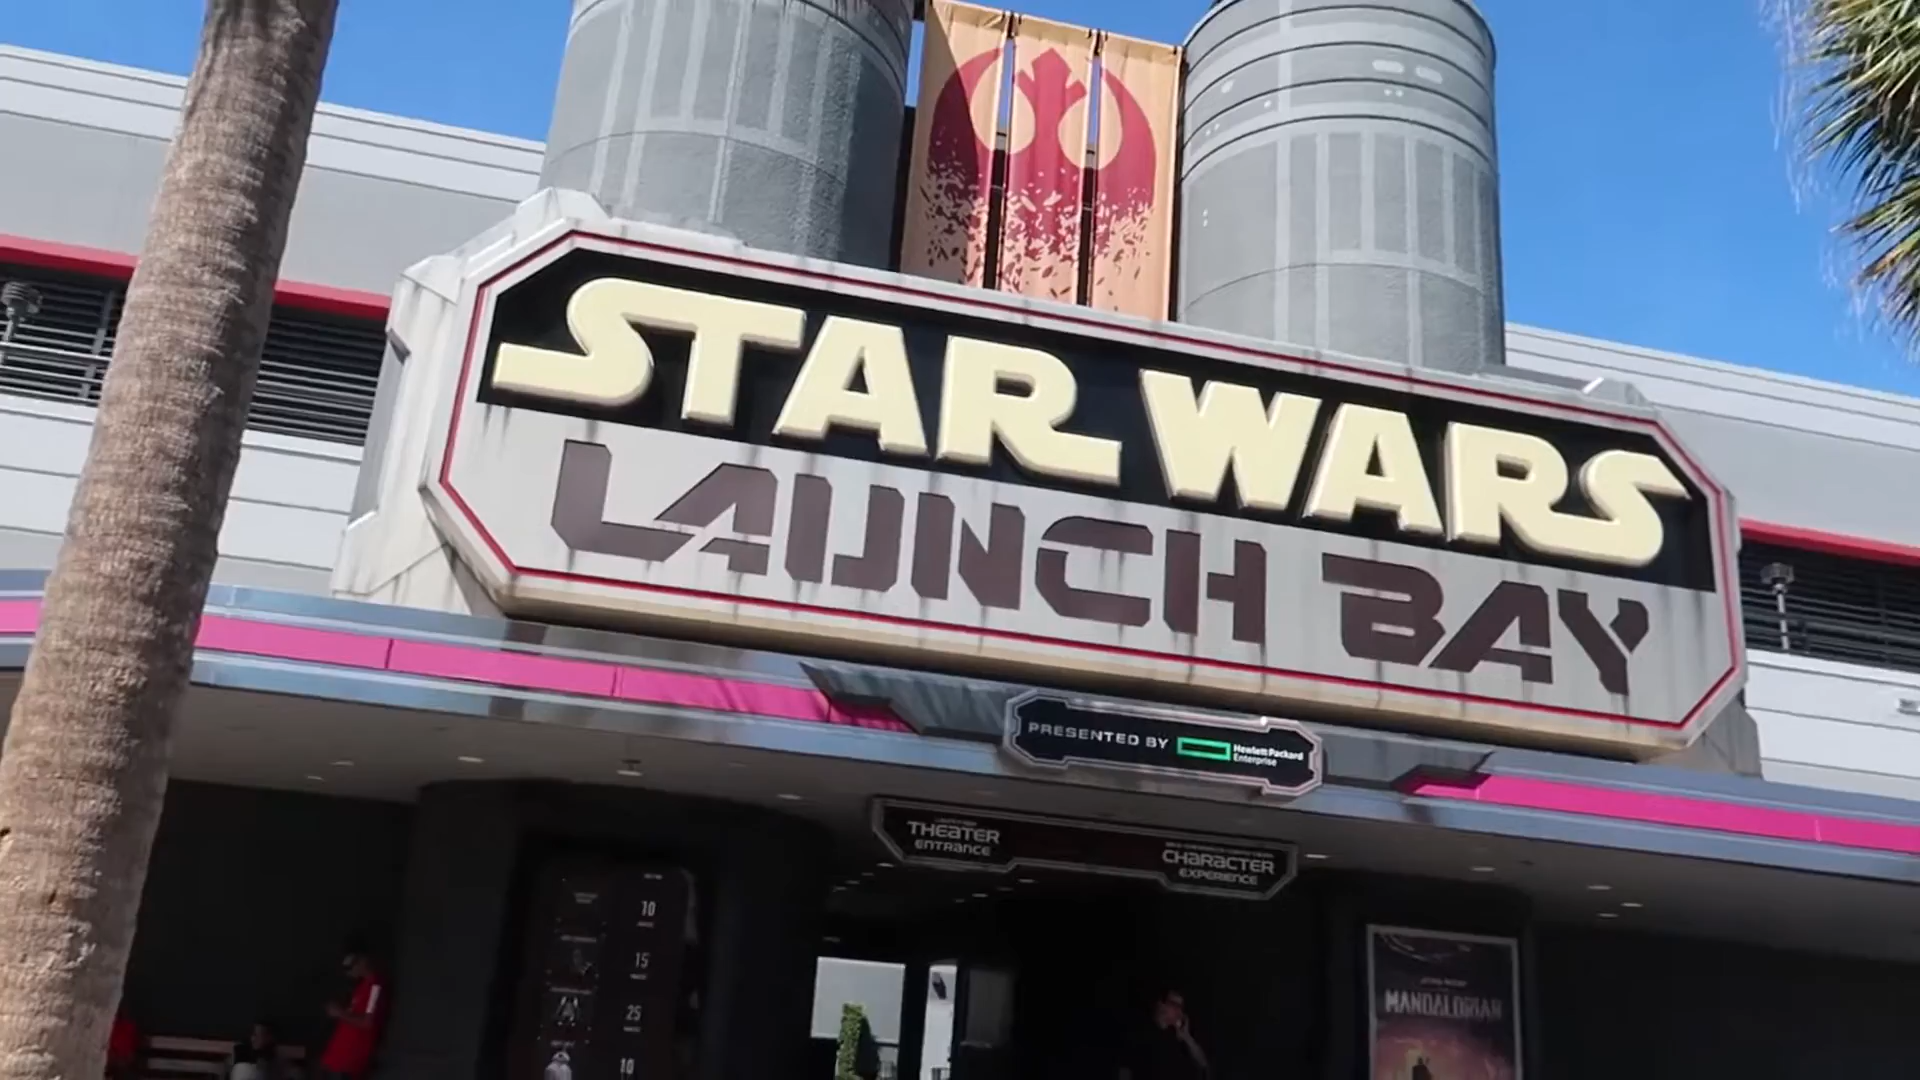 STAR WARS
LAUNCH BAY
PRESENTED BY Hewlett Packard
Enterprise
THEATER
ENTRANCE
CHARACTER
EXPERIENCE
10
15
25
10
MANDALORIAN